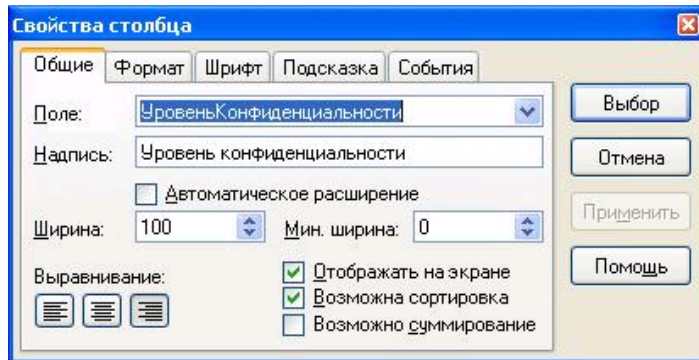 Свойства столбца
Общие Формат Шрифт Подсказка События
Поле: УровеньКонфиденциальности
Надпись: Уровень конфиденциальности
Автоматическое расширение
Ширина: 100 Мин. ширина: 0
Выравнивание:
Отображать на экране
Возможна сортировка
Возможно суммирование
Выбор
Отмена
Применить
Помощь